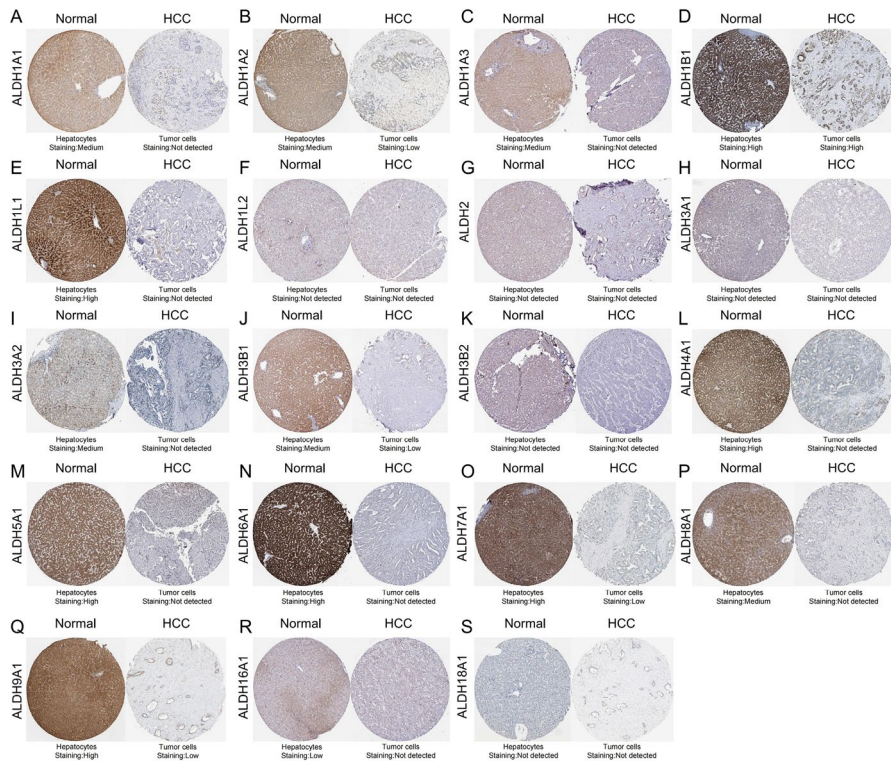 A Normal HCC
ALDH1A1
Hepatocytes Tumor cells
Staining:Medium Staining:Not detected
B Normal HCC
ALDH1A2
Hepatocytes Tumor cells
Staining:Medium Staining:Low
C Normal HCC
ALDH1A3
Hepatocytes Tumor cells
Staining:Medium Staining:Not detected
D Normal HCC
ALDH1B1
Hepatocytes Tumor cells
Staining:High Staining:High
E Normal HCC
ALDH1L1
Hepatocytes Tumor cells
Staining:High Staining:Not detected
F Normal HCC
ALDH1L2
Hepatocytes Tumor cells
Staining:Not detected Staining:Not detected
G Normal HCC
ALDH2
Hepatocytes Tumor cells
Staining:Not detected Staining:Not detected
H Normal HCC
ALDH3A1
Hepatocytes Tumor cells
Staining:Not detected Staining:Not detected
I Normal HCC
ALDH3A2
Hepatocytes Tumor cells
Staining:Medium Staining:Not detected
J Normal HCC
ALDH3B1
Hepatocytes Tumor cells
Staining:Medium Staining:Low
K Normal HCC
ALDH3B2
Hepatocytes Tumor cells
Staining:Not detected Staining:Not detected
L Normal HCC
ALDH4A1
Hepatocytes Tumor cells
Staining:High Staining:Not detected
M Normal HCC
ALDH5A1
Hepatocytes Tumor cells
Staining:High Staining:Not detected
N Normal HCC
ALDH6A1
Hepatocytes Tumor cells
Staining:High Staining:Not detected
O Normal HCC
ALDH7A1
Hepatocytes Tumor cells
Staining:High Staining:Low
P Normal HCC
ALDH8A1
Hepatocytes Tumor cells
Staining:Medium Staining:Not detected
Q Normal HCC
ALDH9A1
Hepatocytes Tumor cells
Staining:High Staining:Low
R Normal HCC
ALDH16A1
Hepatocytes Tumor cells
Staining:Low Staining:Not detected
S Normal HCC
ALDH18A1
Hepatocytes Tumor cells
Staining:Not detected Staining:Not detected